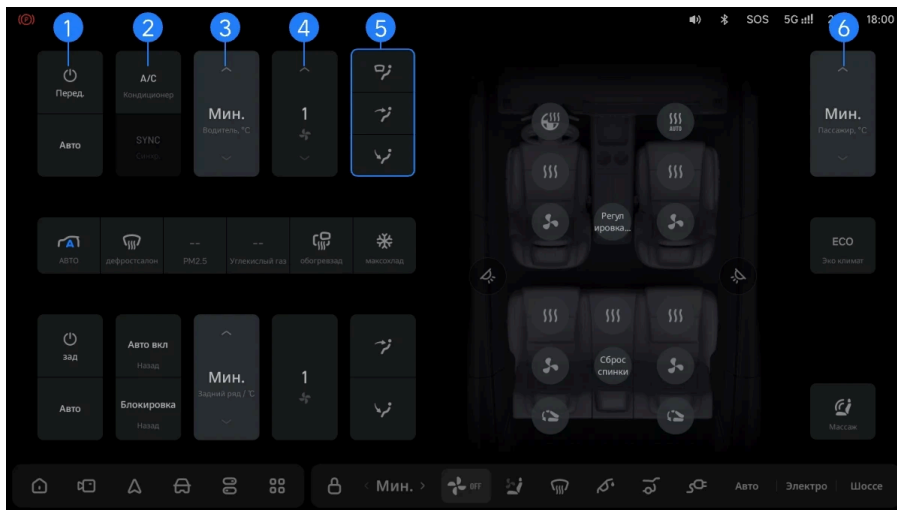 (P) SOS 5G 18:00
1 2 3 4 5 6
Перед.
Авто
A/C
Кондиционер
SYNC
Мин.
Водитель, °C
1
AUTO
Мин.
Пассажир, °C
Регул
ировка...
A
АВТО
дефростсалон
--
PM2.5
--
Углекислый газ
обогревзад
максохлад
ECO
Эко климат
зад
Авто
Авто вкл
Назад
Блокировка
Назад
Мин.
Задний ряд / °C
1
Сброс
спинки
Массаж
Мин. OFF Авто Электро Шоссе